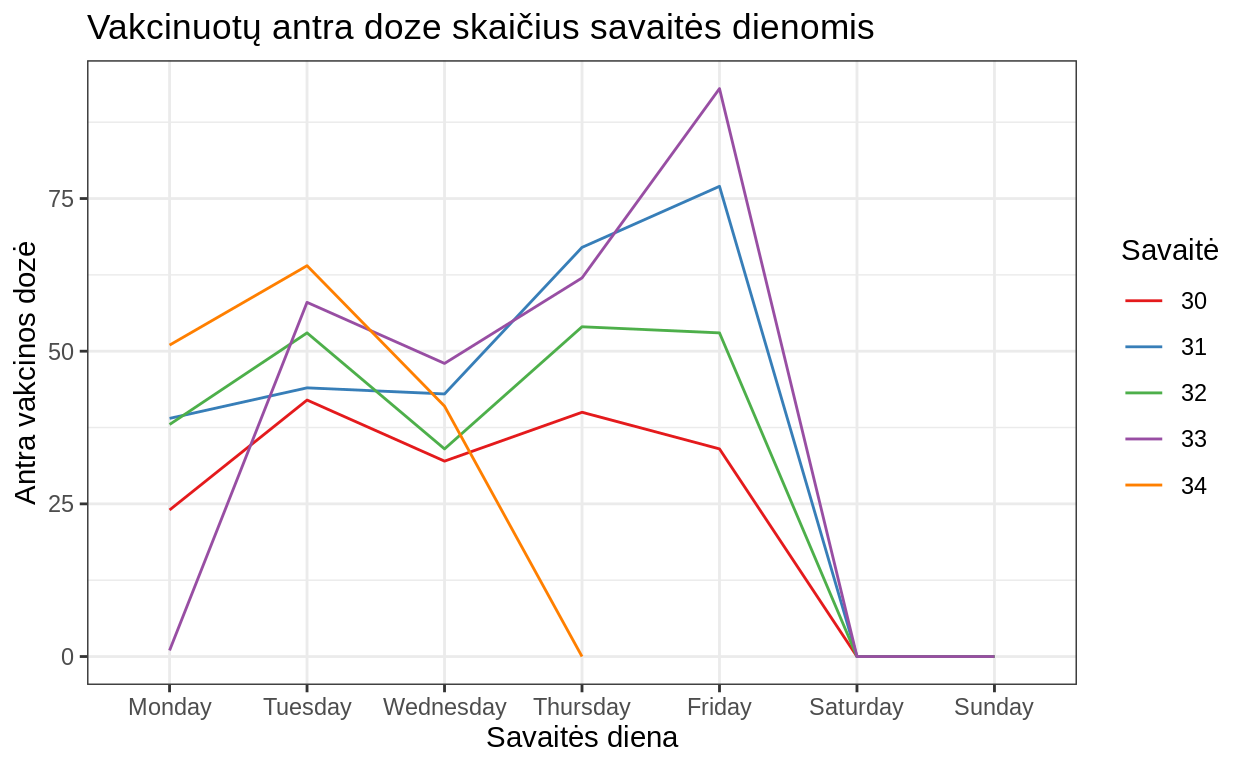 Vakcinuotų antra doze skaičius savaitės dienomis
Antra vakcinos dozė
75
50
25
0
Monday Tuesday Wednesday Thursday Friday Saturday Sunday
Savaitės diena
Savaitė
30
31
32
33
34